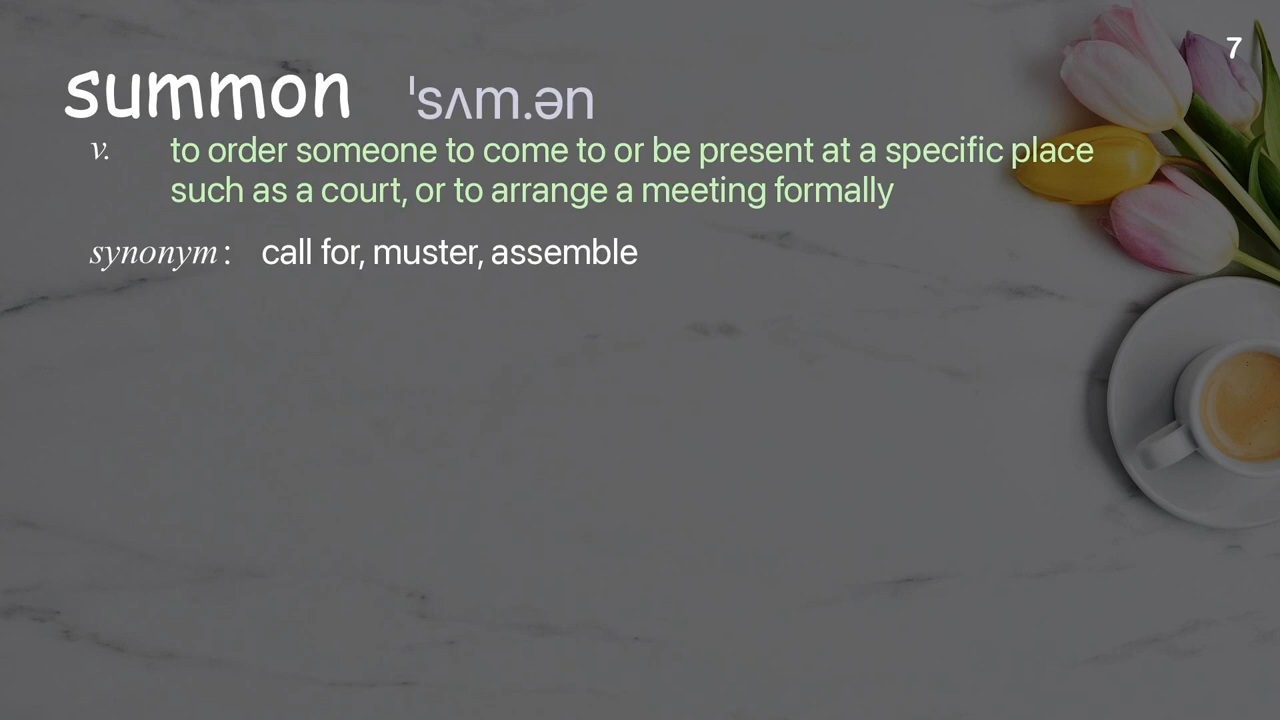 7
summon ˈsʌm.ən
v. to order someone to come to or be present at a specific place
such as a court, or to arrange a meeting formally
synonym : call for, muster, assemble